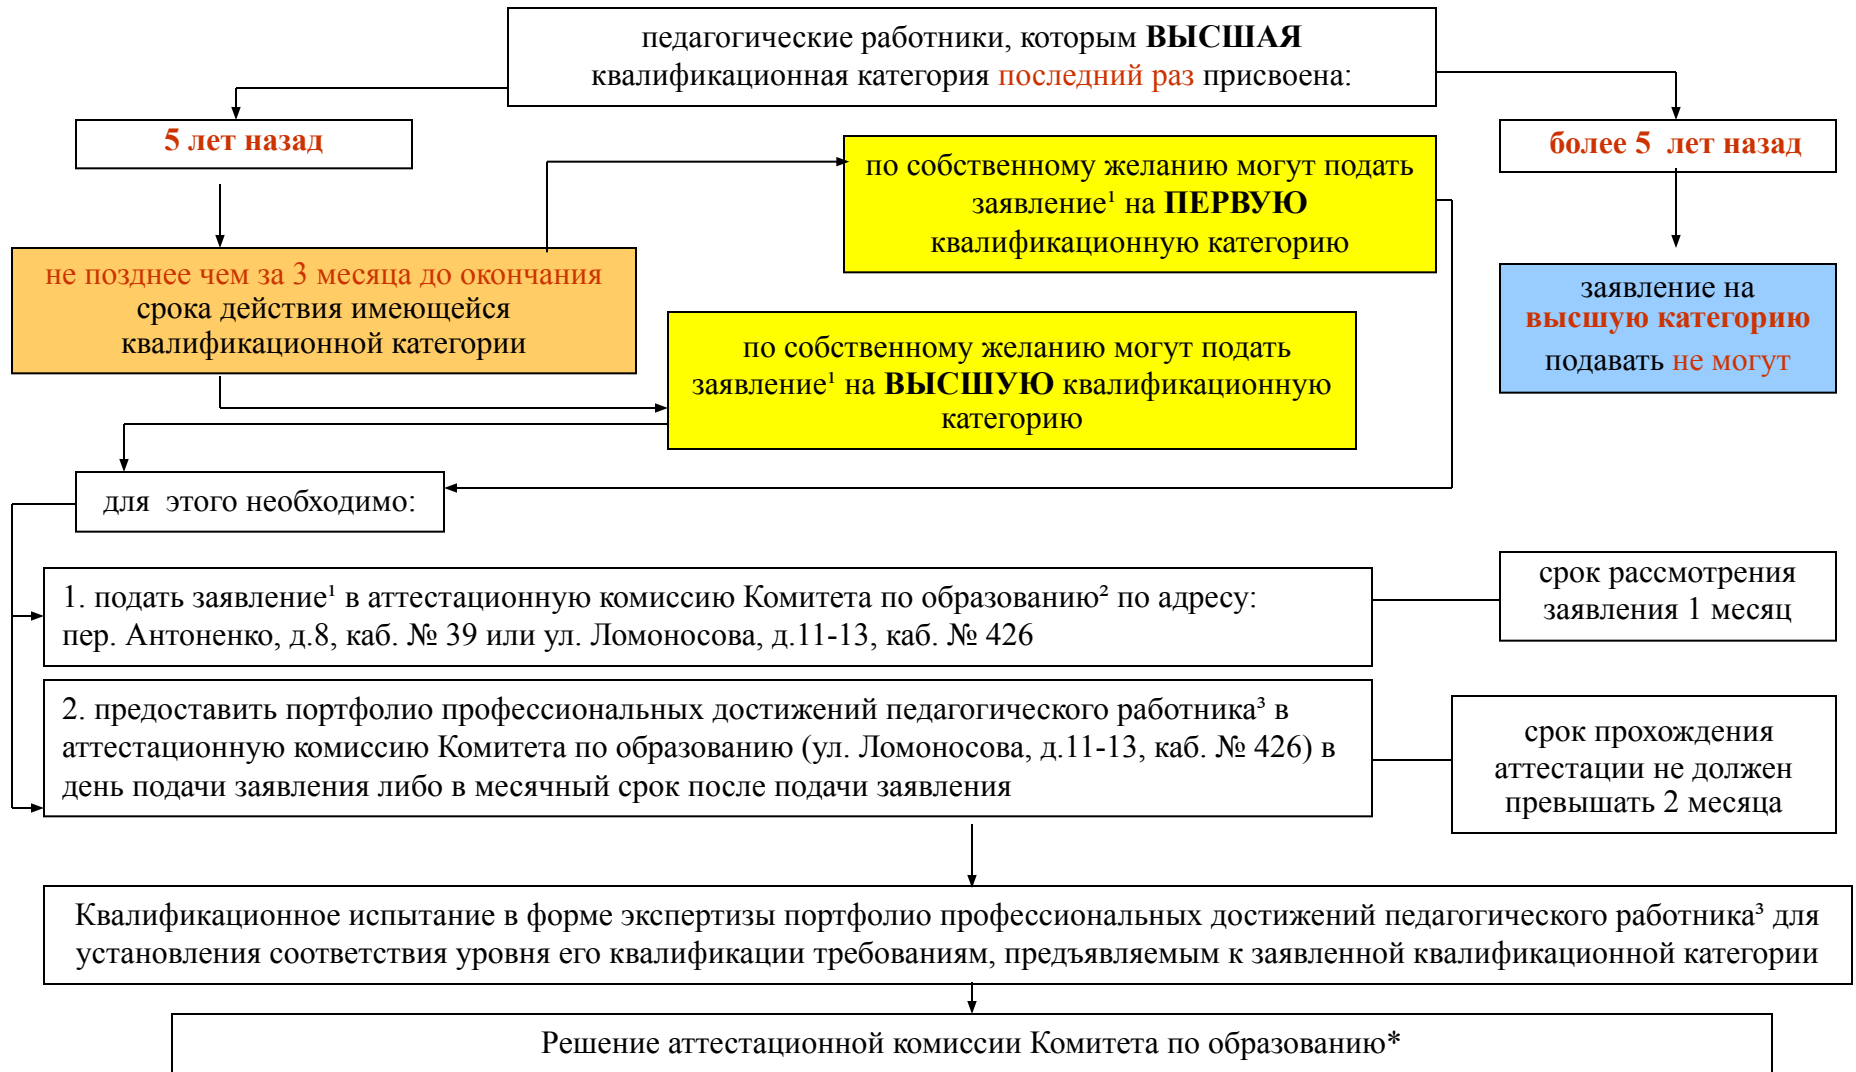 педагогические работники, которым ВЫСШАЯ
квалификационная категория последний раз присвоена:
5 лет назад
более 5 лет назад
по собственному желанию могут подать
заявление¹ на ПЕРВУЮ
квалификационную категорию
не позднее чем за 3 месяца до окончания
срока действия имеющейся
квалификационной категории
заявление на
высшую категорию
подавать не могут
по собственному желанию могут подать
заявление¹ на ВЫСШУЮ квалификационную
категорию
для этого необходимо:
1. подать заявление¹ в аттестационную комиссию Комитета по образованию² по адресу:
пер. Антоненко, д.8, каб. № 39 или ул. Ломоносова, д.11-13, каб. № 426
срок рассмотрения
заявления 1 месяц
2. предоставить портфолио профессиональных достижений педагогического работника³ в
аттестационную комиссию Комитета по образованию (ул. Ломоносова, д.11-13, каб. № 426) в
день подачи заявления либо в месячный срок после подачи заявления
срок прохождения
аттестации не должен
превышать 2 месяца
Квалификационное испытание в форме экспертизы портфолио профессиональных достижений педагогического работника³ для
установления соответствия уровня его квалификации требованиям, предъявляемым к заявленной квалификационной категории
Решение аттестационной комиссии Комитета по образованию*